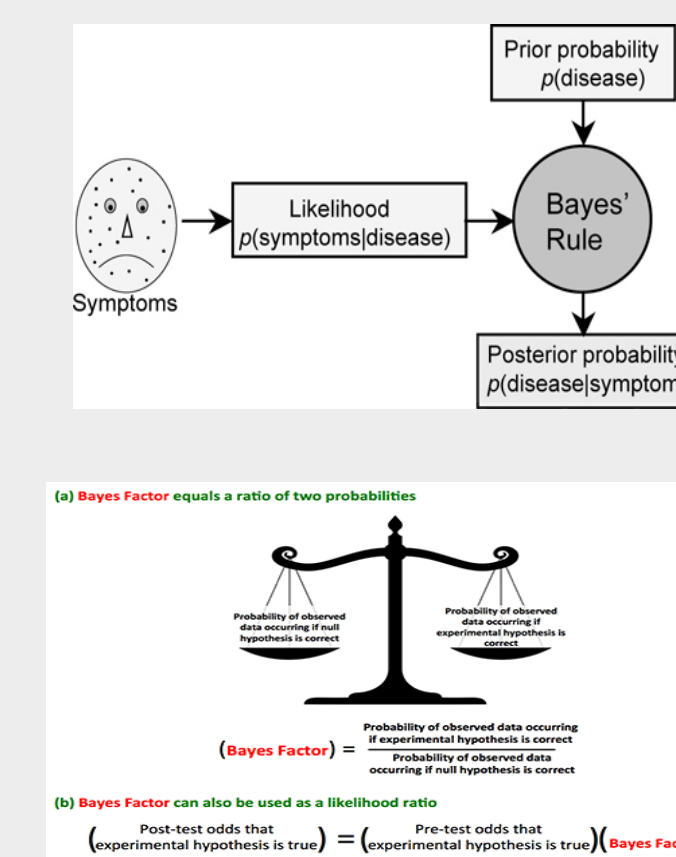 Prior probability
p(disease)
Likelihood
p(symptoms|disease)
Bayes'
Rule
Symptoms
Posterior probability
p(disease|symptom
(a) Bayes Factor equals a ratio of two probabilities
Probability of observed
data occurring if null
hypothesis is correct
Probability of observed
data occurring if
experimental hypothesis is
correct
(Bayes Factor) =
Probability of observed data occurring
if experimental hypothesis is correct
Probability of observed data
occurring if null hypothesis is correct
(b) Bayes Factor can also be used as a likelihood ratio
(Post-test odds that
experimental hypothesis is true) = (Pre-test odds that
experimental hypothesis is true)(Bayes Fac